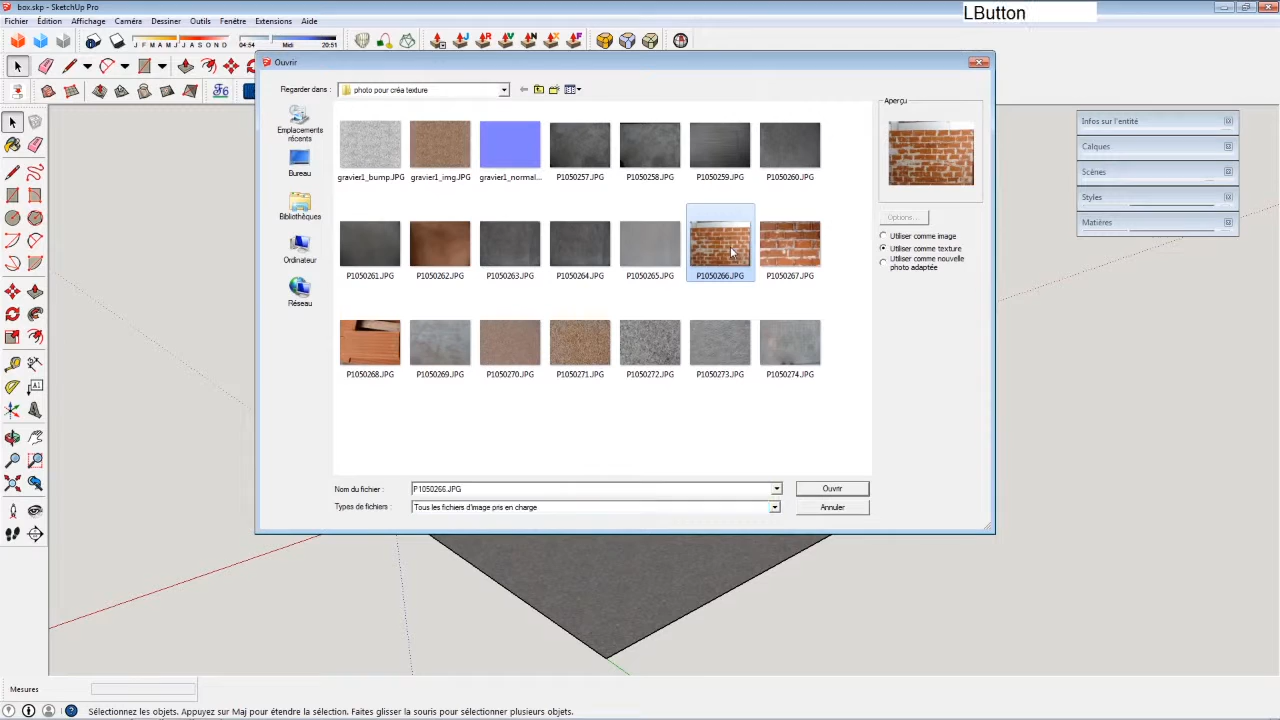 box.skp - SketchUp Pro
LButton
Fichier Édition Affichage Caméra Dessiner Outils Fenêtre Extensions Aide
J F M A M J J A S O N D
04:54 Midi 20:51
Ouvrir
Regarder dans : photo pour créa texture
Emplacements récents
Bureau
Bibliothèques
Ordinateur
Réseau
gravier1_bump.JPG gravier1_img.JPG gravier1_normal... P1050257.JPG P1050258.JPG P1050259.JPG P1050260.JPG
P1050261.JPG P1050262.JPG P1050263.JPG P1050264.JPG P1050265.JPG P1050266.JPG P1050267.JPG
P1050268.JPG P1050269.JPG P1050270.JPG P1050271.JPG P1050272.JPG P1050273.JPG P1050274.JPG
Aperçu
Options...
Utiliser comme image
Utiliser comme texture
Utiliser comme nouvelle
photo adaptée
Nom du fichier : P1050266.JPG Ouvrir
Types de fichiers : Tous les fichiers d'image pris en charge Annuler
Infos sur l'entité
Calques
Scènes
Styles
Matières
Mesures
Sélectionnez les objets. Appuyez sur Maj pour étendre la sélection. Faites glisser la souris pour sélectionner plusieurs objets.